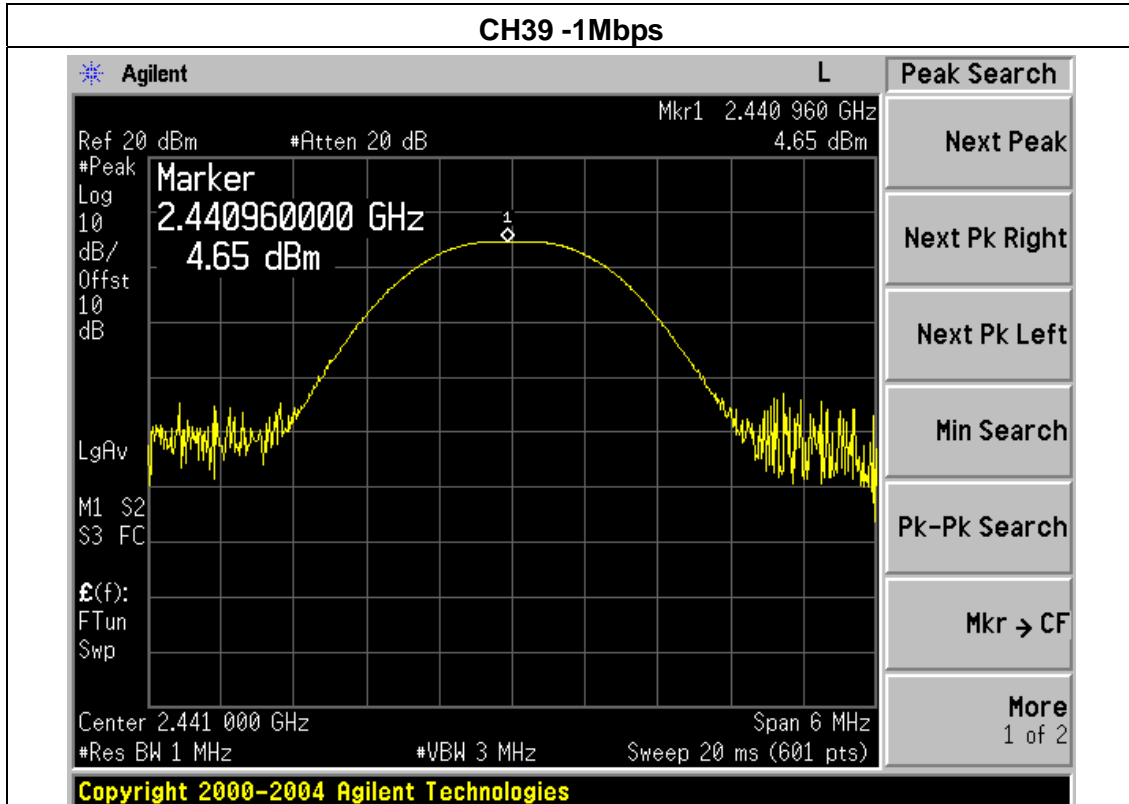 CH39 -1Mbps
Agilent
L
Peak Search
Mkr1 2.440 960 GHz
Ref 20 dBm #Atten 20 dB 4.65 dBm
#Peak
Log
10
dB/
Offst
10
dB
LgAv
M1 S2
S3 FC
£(f):
FTun
Swp
Marker
2.440960000 GHz
4.65 dBm
1
Center 2.441 000 GHz Span 6 MHz
#Res BW 1 MHz #VBW 3 MHz Sweep 20 ms (601 pts)
Next Peak
Next Pk Right
Next Pk Left
Min Search
Pk-Pk Search
Mkr → CF
More
1 of 2
Copyright 2000-2004 Agilent Technologies